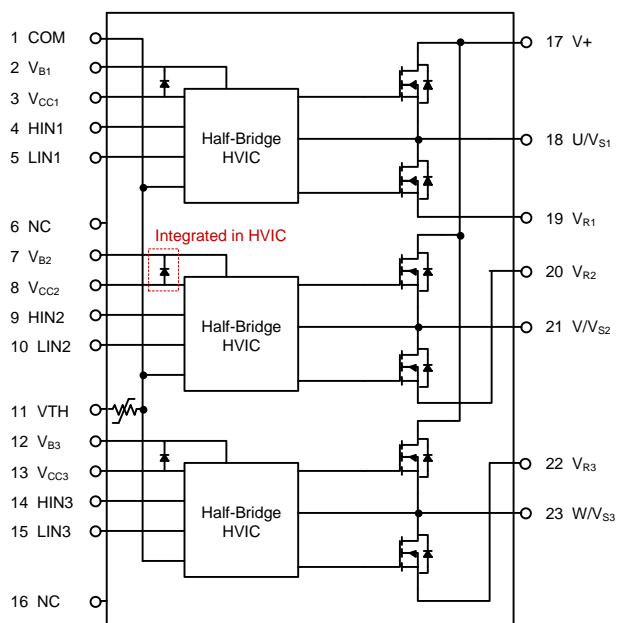 1 COM
2 VB1
3 VCC1
4 HIN1
5 LIN1
6 NC
7 VB2
8 VCC2
9 HIN2
10 LIN2
11 VTH
12 VB3
13 VCC3
14 HIN3
15 LIN3
16 NC
Half-Bridge
HVIC
Integrated in HVIC
Half-Bridge
HVIC
Half-Bridge
HVIC
17 V+
18 U/VS1
19 VR1
20 VR2
21 V/VS2
22 VR3
23 W/VS3